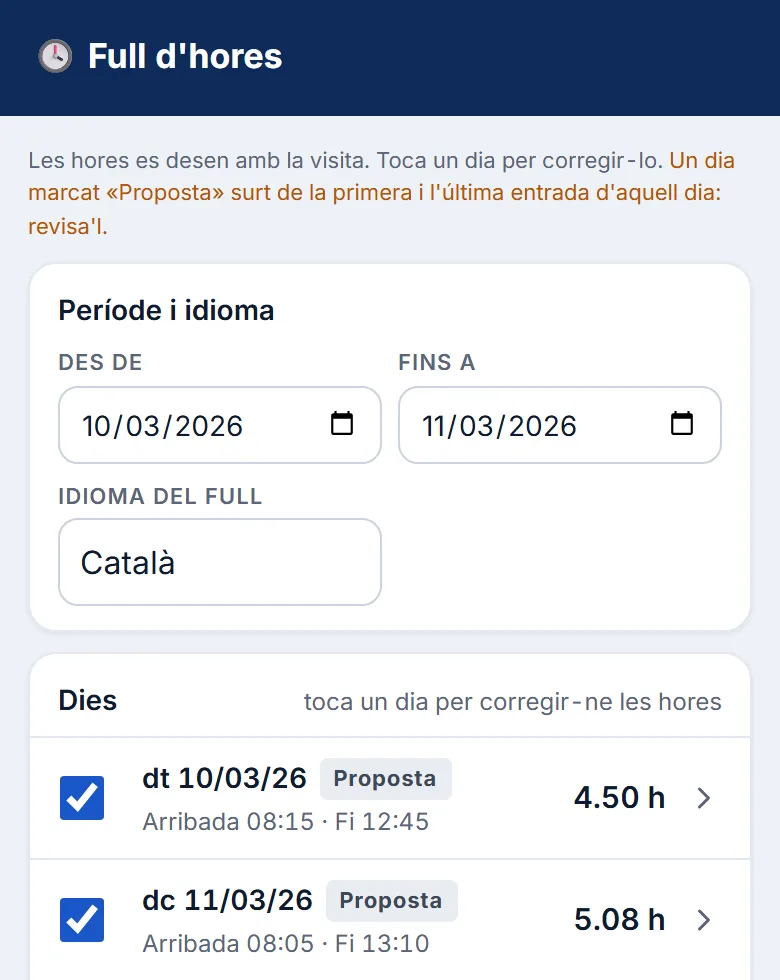 Full d'hores
Les hores es desen amb la visita. Toca un dia per corregir-lo. Un dia
marcat «Proposta» surt de la primera i l'última entrada d'aquell dia:
revisa'l.
Període i idioma
DES DE
FINS A
10/03/2026
11/03/2026
IDIOMA DEL FULL
Català
Dies
toca un dia per corregir-ne les hores
dt 10/03/26 Proposta
Arribada 08:15 · Fi 12:45
4.50 h
dc 11/03/26 Proposta
Arribada 08:05 · Fi 13:10
5.08 h